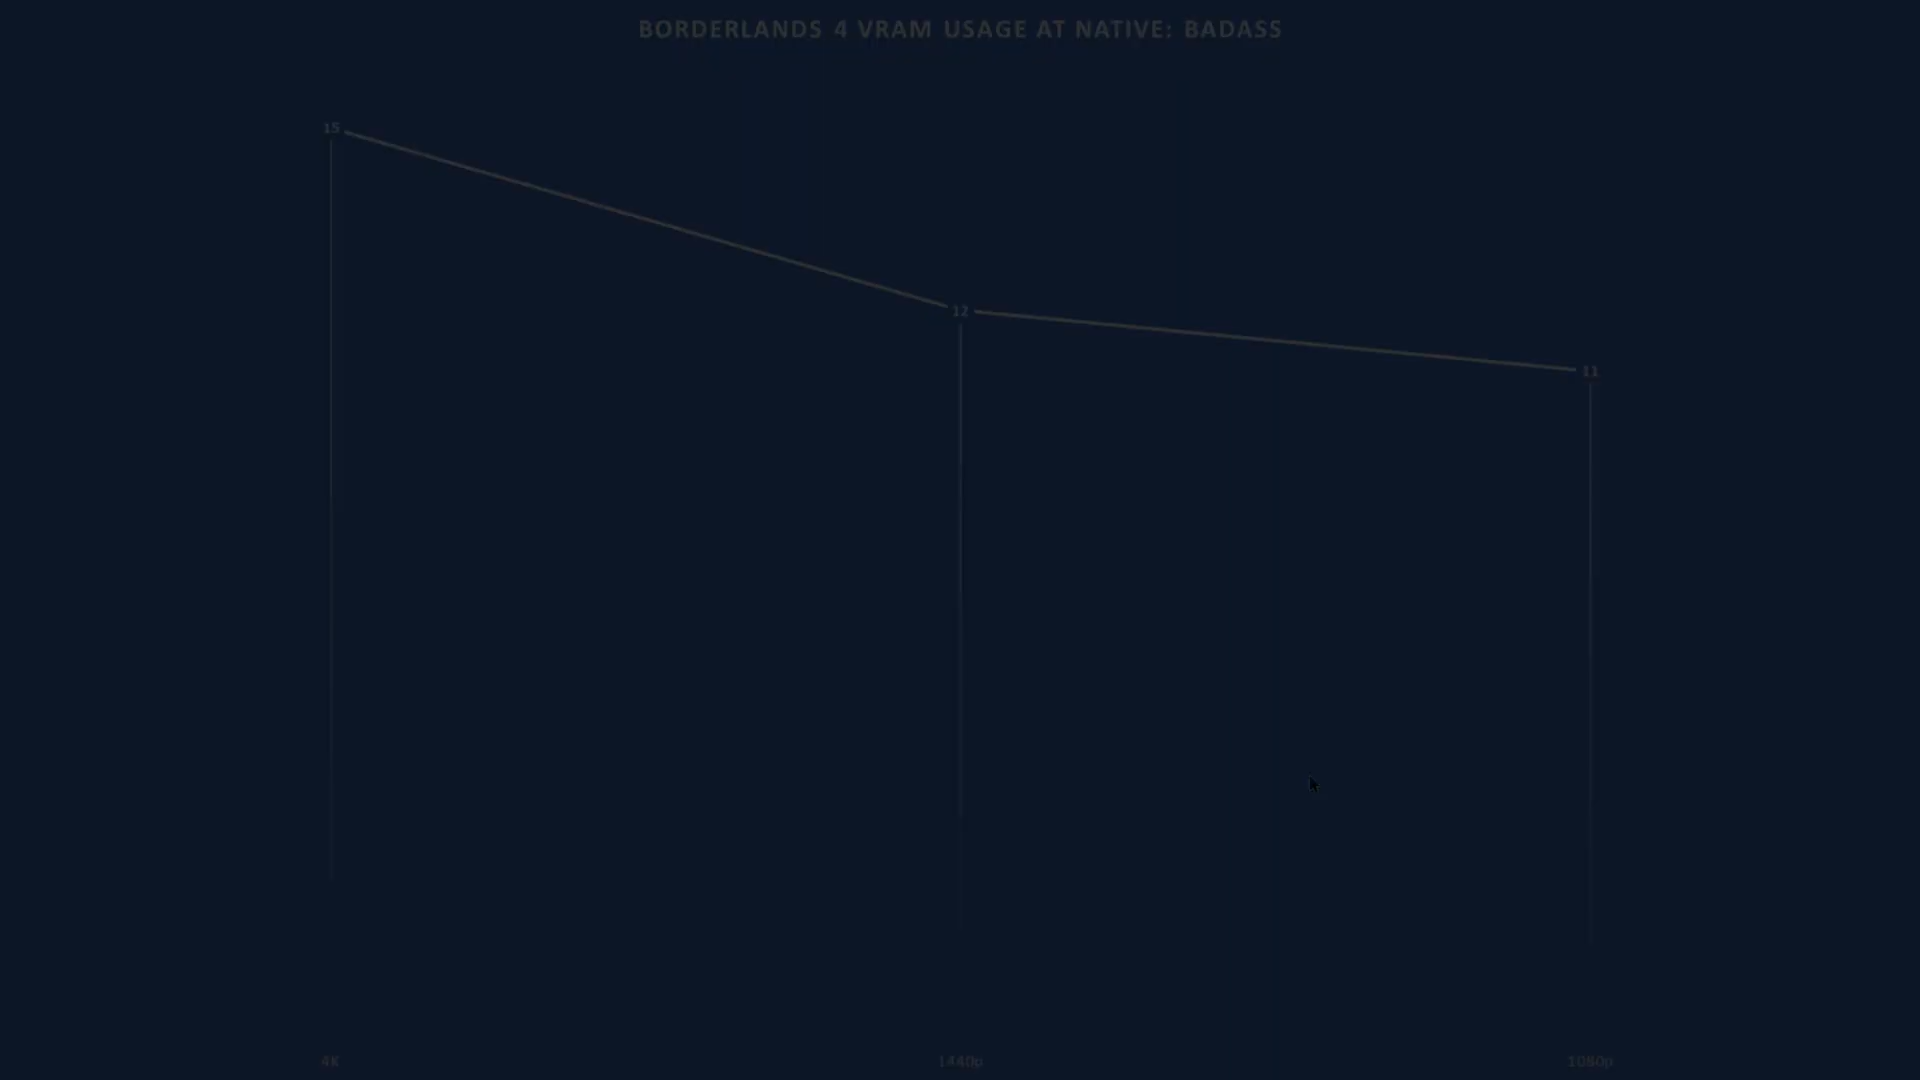 BORDERLANDS 4 VRAM USAGE AT NATIVE: BADASS
15
12
11
4K
1440p
1080p